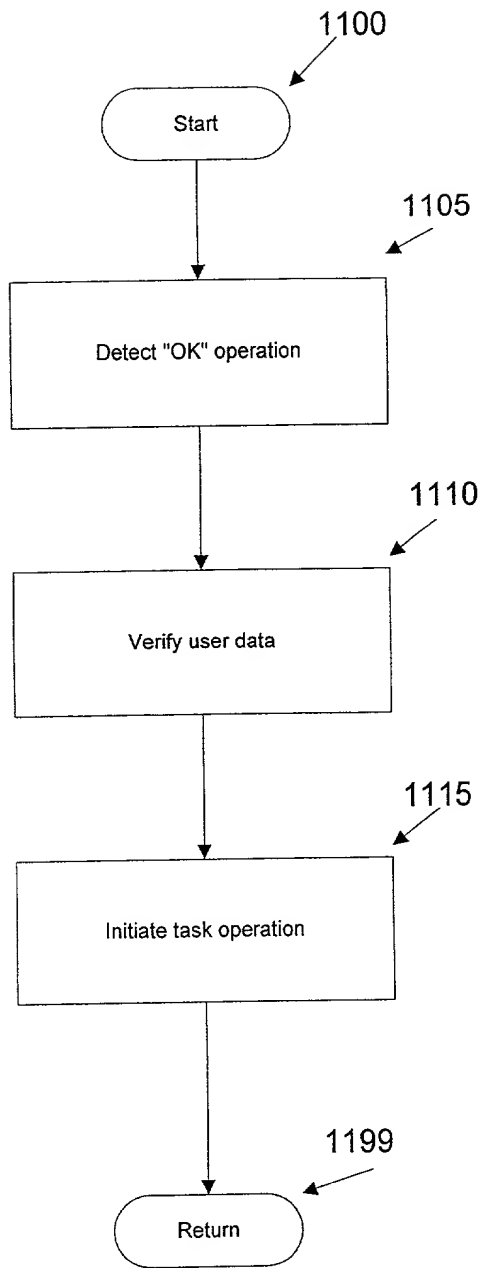 1100
Start
1105
Detect "OK" operation
1110
Verify user data
1115
Initiate task operation
1199
Return